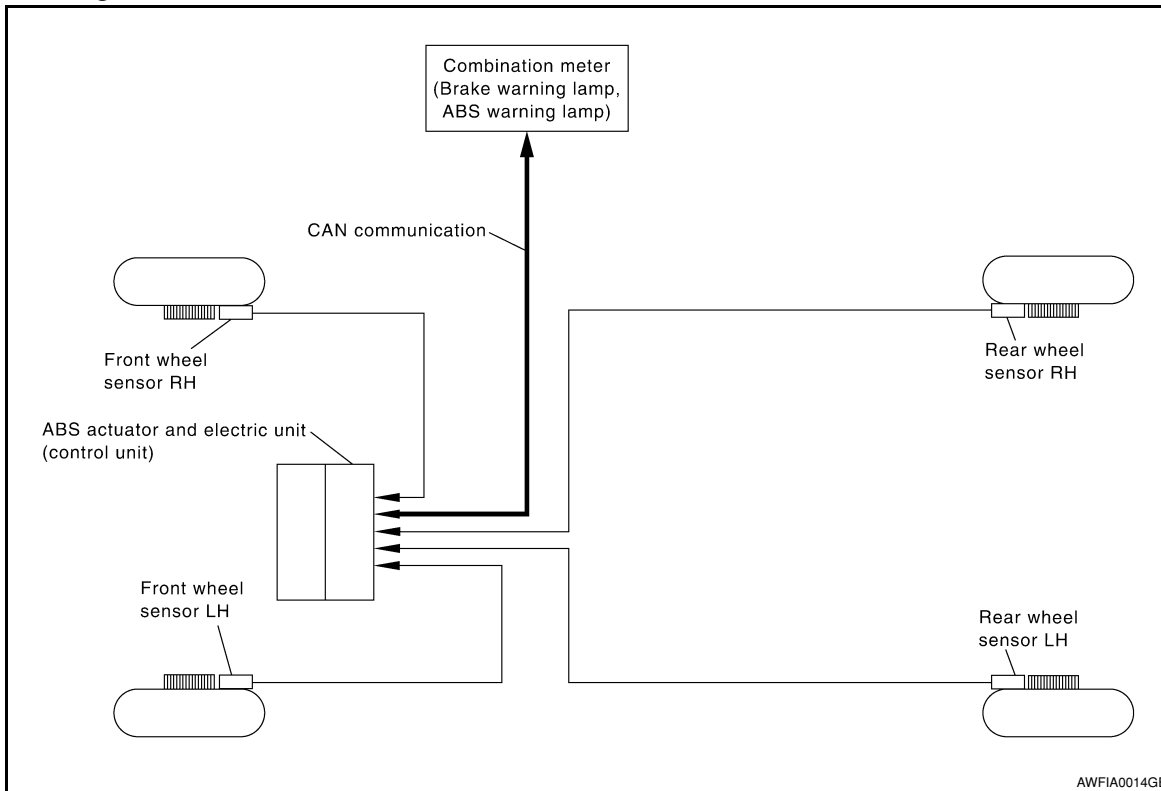 Combination meter
(Brake warning lamp,
ABS warning lamp)
CAN communication
Front wheel
sensor RH
Rear wheel
sensor RH
ABS actuator and electric unit
(control unit)
Front wheel
sensor LH
Rear wheel
sensor LH